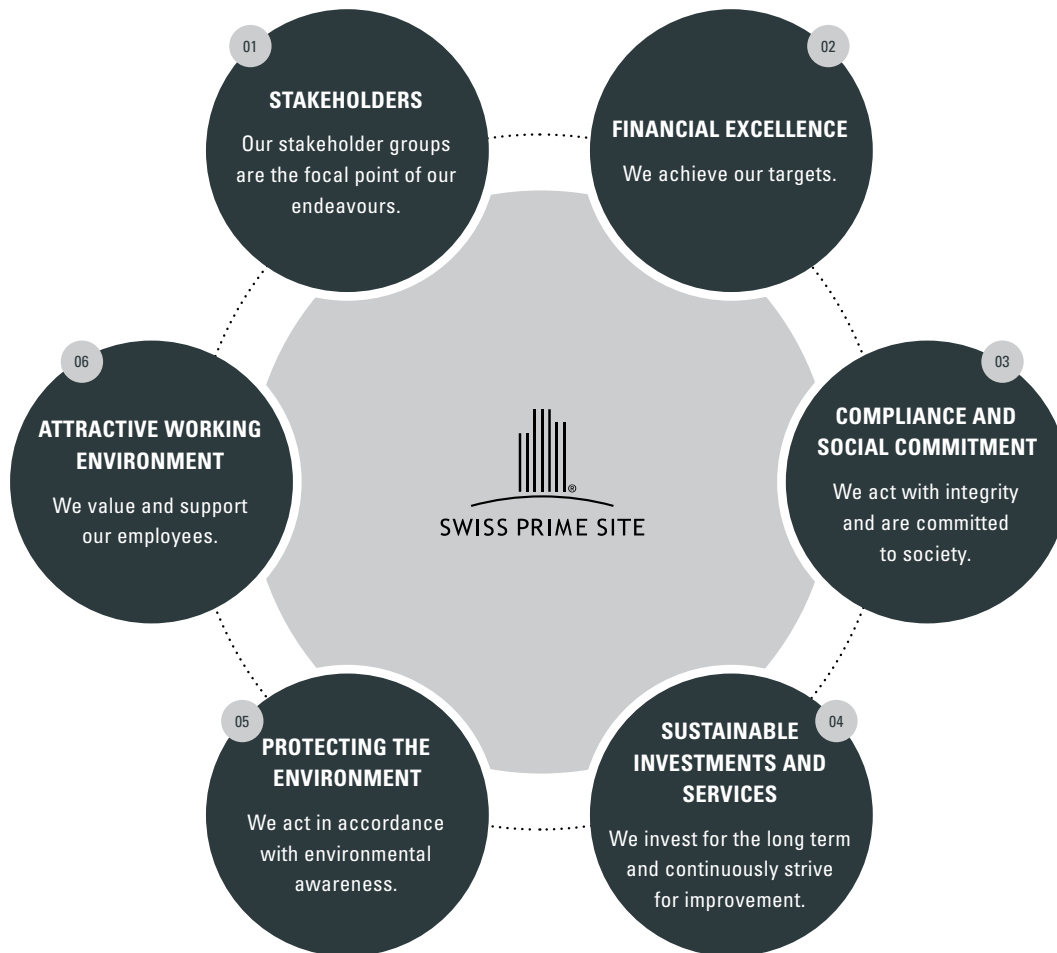 01
STAKEHOLDERS
Our stakeholder groups
are the focal point of our
endeavours.
02
FINANCIAL EXCELLENCE
We achieve our targets.
03
COMPLIANCE AND
SOCIAL COMMITMENT
We act with integrity
and are committed
to society.
04
SUSTAINABLE
INVESTMENTS AND
SERVICES
We invest for the long term
and continuously strive
for improvement.
05
PROTECTING THE
ENVIRONMENT
We act in accordance
with environmental
awareness.
06
ATTRACTIVE WORKING
ENVIRONMENT
We value and support
our employees.
®
SWISS PRIME SITE